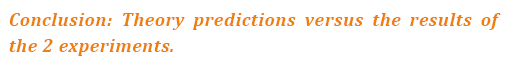 Conclusion: Theory predictions versus the results of
the 2 experiments.